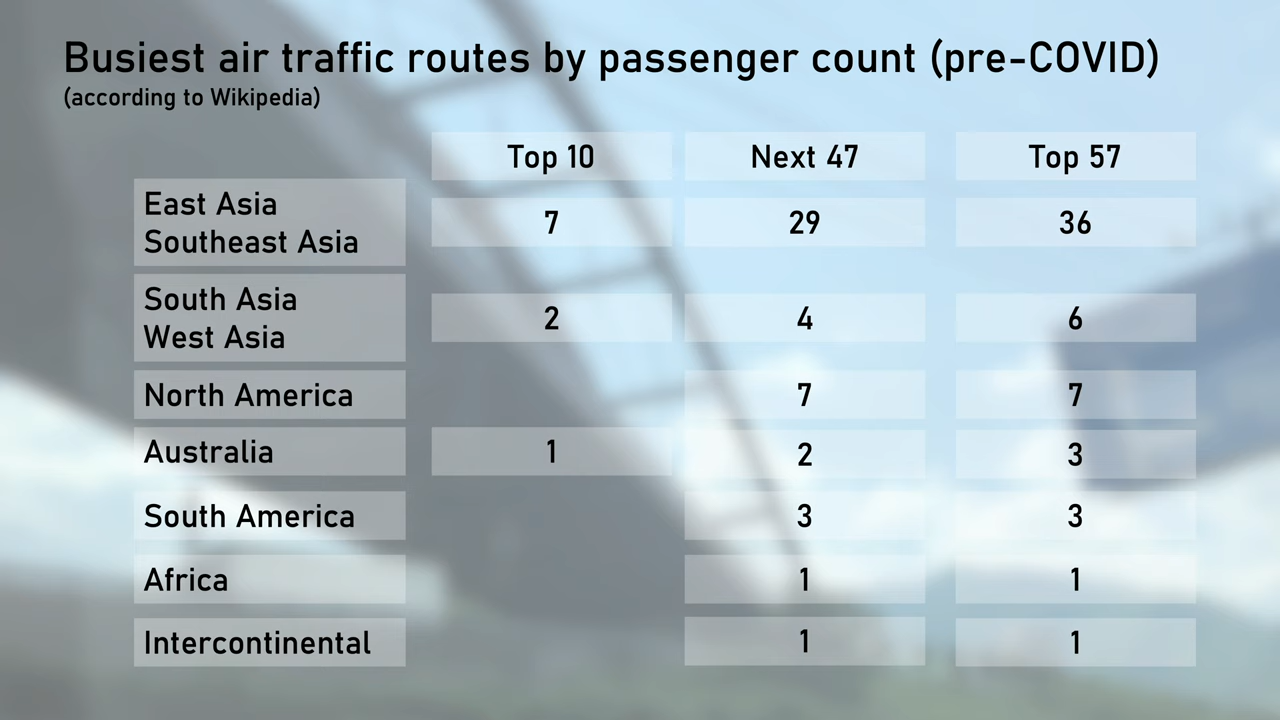 Busiest air traffic routes by passenger count (pre-COVID)
(according to Wikipedia)
Top 10 Next 47 Top 57
East Asia
Southeast Asia 7 29 36
South Asia
West Asia 2 4 6
North America 7 7
Australia 1 2 3
South America 3 3
Africa 1 1
Intercontinental 1 1